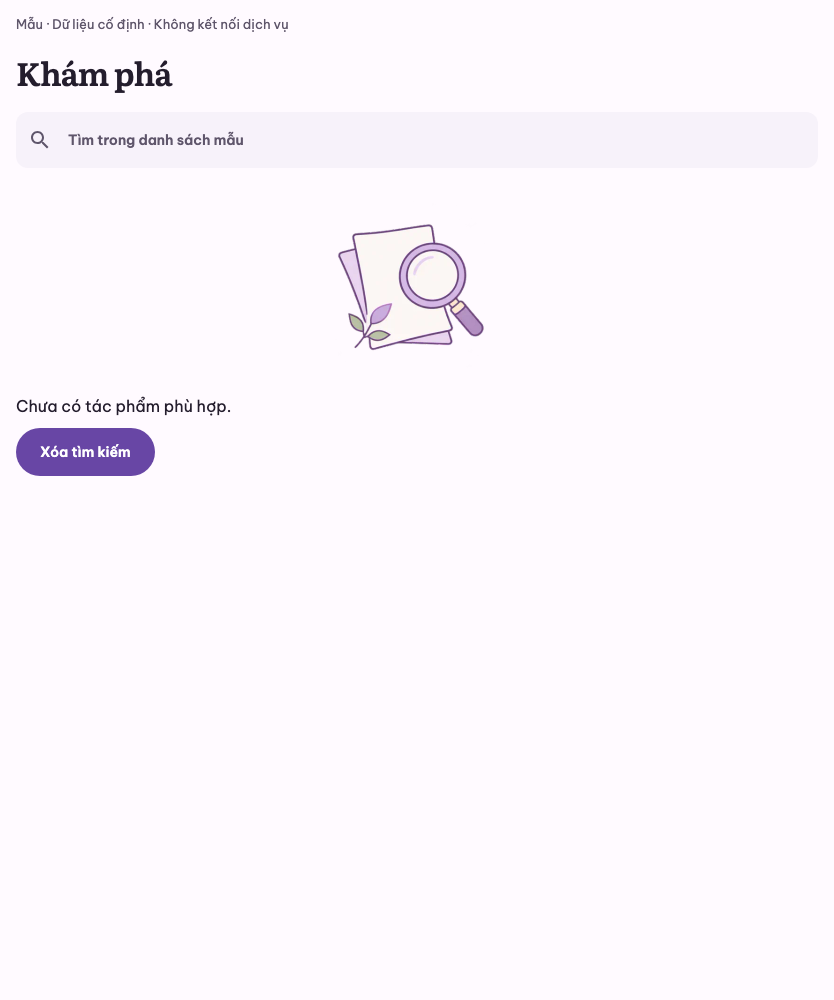 Mẫu · Dữ liệu cố định · Không kết nối dịch vụ
Khám phá
Tìm trong danh sách mẫu
Chưa có tác phẩm phù hợp.
Xóa tìm kiếm